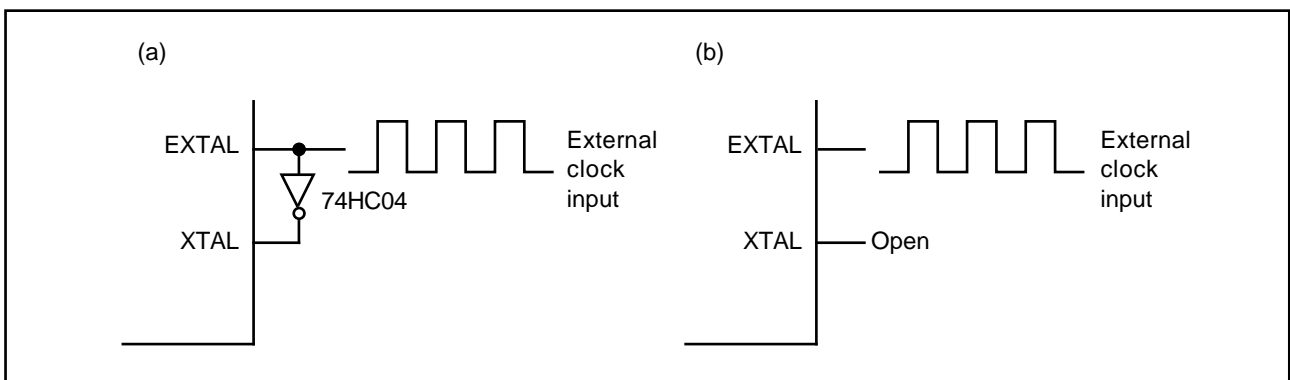 (a)
EXTAL
74HC04
XTAL
External
clock
input
(b)
EXTAL
XTAL
Open
External
clock
input